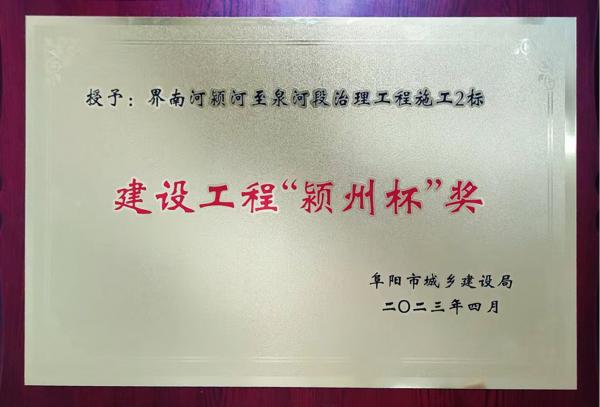 授予：界南河颍河至泉河段治理工程施工2标
建设工程“颍州杯”奖
阜阳市城乡建设局
二〇二三年四月